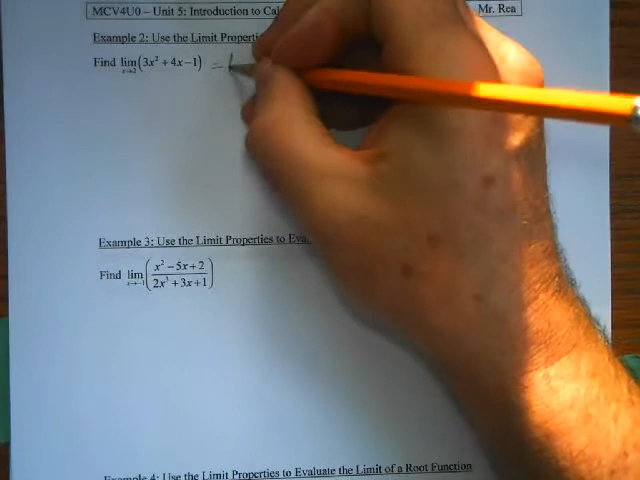 MCV4U0 – Unit 5: Introduction to Cal
Mr. Rea
Example 2: Use the Limit Properti
Find lim x→2 (3x² + 4x – 1) =
Example 3: Use the Limit Properties to Eva
Find lim x→-1 (x² – 5x + 2 / 2x³ + 3x + 1)
Example 4: Use the Limit Properties to Evaluate the Limit of a Root Function